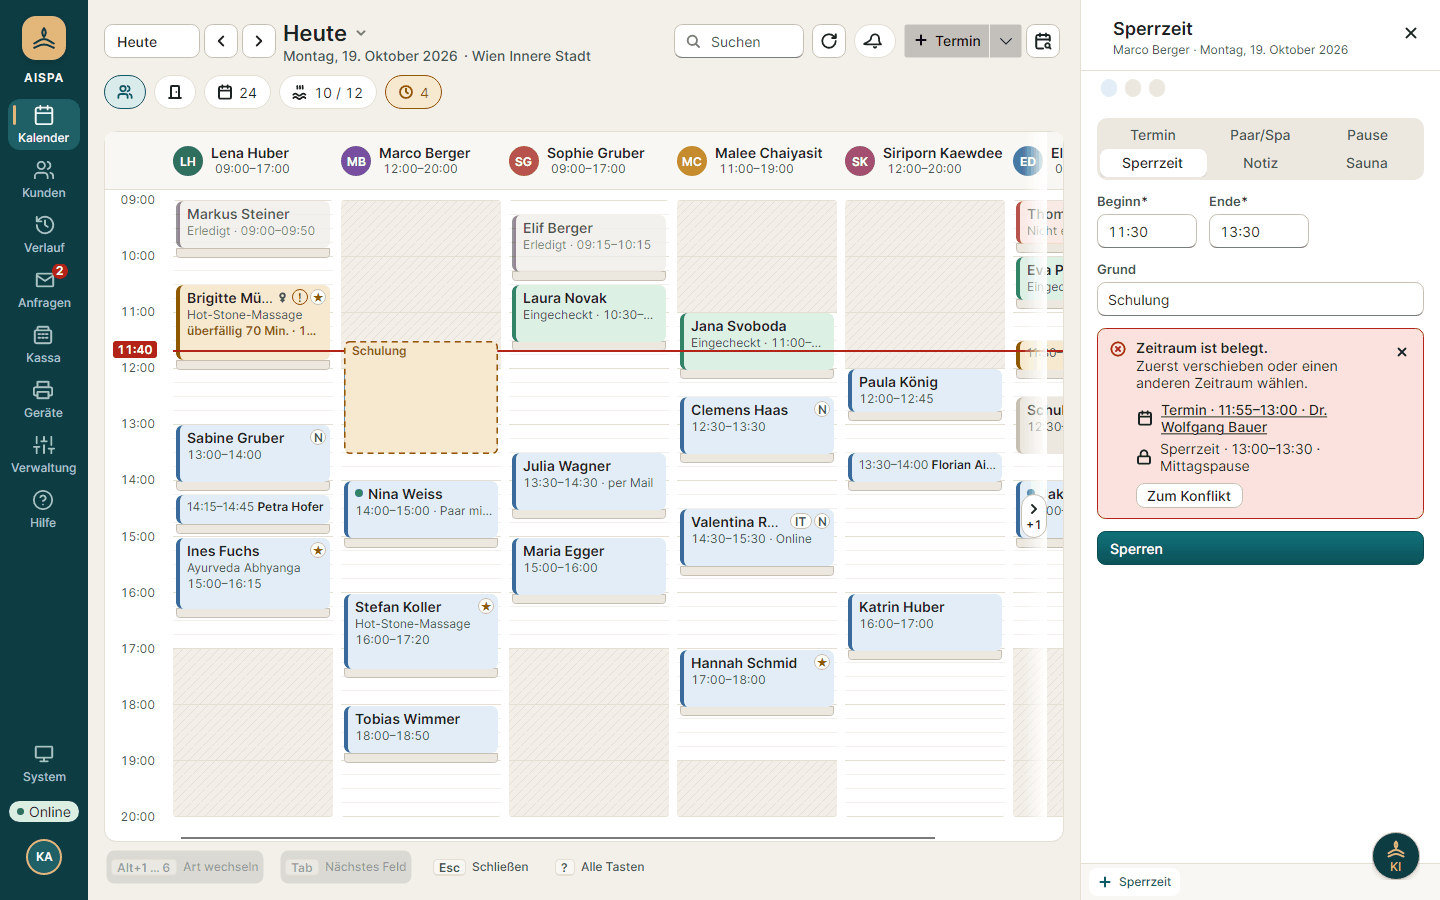 AISPA
Kalender
Kunden
Verlauf
2
Anfragen
Kassa
Geräte
Verwaltung
Hilfe
System
Online
KA
Heute
Heute
Montag, 19. Oktober 2026 · Wien Innere Stadt
Suchen
Termin
24
10 / 12
4
LH Lena Huber
09:00–17:00
MB Marco Berger
12:00–20:00
SG Sophie Gruber
09:00–17:00
MC Malee Chaiyasit
11:00–19:00
SK Siriporn Kaewdee
12:00–20:00
ED El
09:00
10:00
11:00
11:40
12:00
13:00
14:00
15:00
16:00
17:00
18:00
19:00
20:00
Markus Steiner
Erledigt · 09:00–09:50
Brigitte Mü...
Hot-Stone-Massage
überfällig 70 Min. · 1...
Sabine Gruber N
13:00–14:00
14:15–14:45 Petra Hofer
Ines Fuchs
Ayurveda Abhyanga
15:00–16:15
Schulung
Nina Weiss
14:00–15:00 · Paar mi...
Stefan Koller
Hot-Stone-Massage
16:00–17:20
Tobias Wimmer
18:00–18:50
Elif Berger
Erledigt · 09:15–10:15
Laura Novak
Eingecheckt · 10:30–...
Julia Wagner
13:30–14:30 · per Mail
Maria Egger
15:00–16:00
Jana Svoboda
Eingecheckt · 11:00–...
Clemens Haas N
12:30–13:30
Valentina R... IT N
14:30–15:30 · Online
Hannah Schmid
17:00–18:00
Paula König
12:00–12:45
13:30–14:00 Florian Ai...
Katrin Huber
16:00–17:00
Thom
Nicht e
Eva P
Eingec
11:30–
Schul
12:30–
ak
+1
Alt+1 ... 6 Art wechseln
Tab Nächstes Feld
Esc Schließen
? Alle Tasten
Sperrzeit
Marco Berger · Montag, 19. Oktober 2026
Termin Paar/Spa Pause
Sperrzeit Notiz Sauna
Beginn* Ende*
11:30 13:30
Grund
Schulung
Zeitraum ist belegt.
Zuerst verschieben oder einen
anderen Zeitraum wählen.
Termin · 11:55–13:00 · Dr.
Wolfgang Bauer
Sperrzeit · 13:00–13:30 ·
Mittagspause
Zum Konflikt
Sperren
Sperrzeit
KI